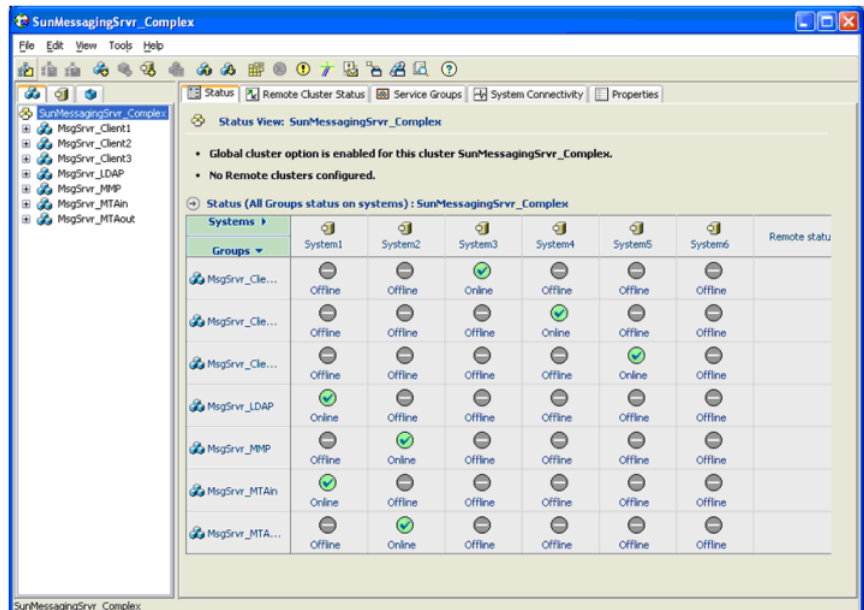 SunMessagingSrvr_Complex
File Edit View Tools Help
SunMessagingSrvr_Complex
MsgSrvr_Client1
MsgSrvr_Client2
MsgSrvr_Client3
MsgSrvr_LDAP
MsgSrvr_MMP
MsgSrvr_MTAin
MsgSrvr_MTAout
Status Remote Cluster Status Service Groups System Connectivity Properties
Status View: SunMessagingSrvr_Complex
• Global cluster option is enabled for this cluster SunMessagingSrvr_Complex.
• No Remote clusters configured.
Status (All Groups status on systems) : SunMessagingSrvr_Complex
Systems
Groups
System1 System2 System3 System4 System5 System6 Remote statu
MsgSrvr_Clie... Offline Offline Online Offline Offline Offline
MsgSrvr_Clie... Offline Offline Offline Online Offline Offline
MsgSrvr_Clie... Offline Offline Offline Offline Online Offline
MsgSrvr_LDAP Online Offline Offline Offline Offline Offline
MsgSrvr_MMP Offline Online Offline Offline Offline Offline
MsgSrvr_MTAin Online Offline Offline Offline Offline Offline
MsgSrvr_MTA... Offline Online Offline Offline Offline Offline
SunMessagingSrvr_Complex